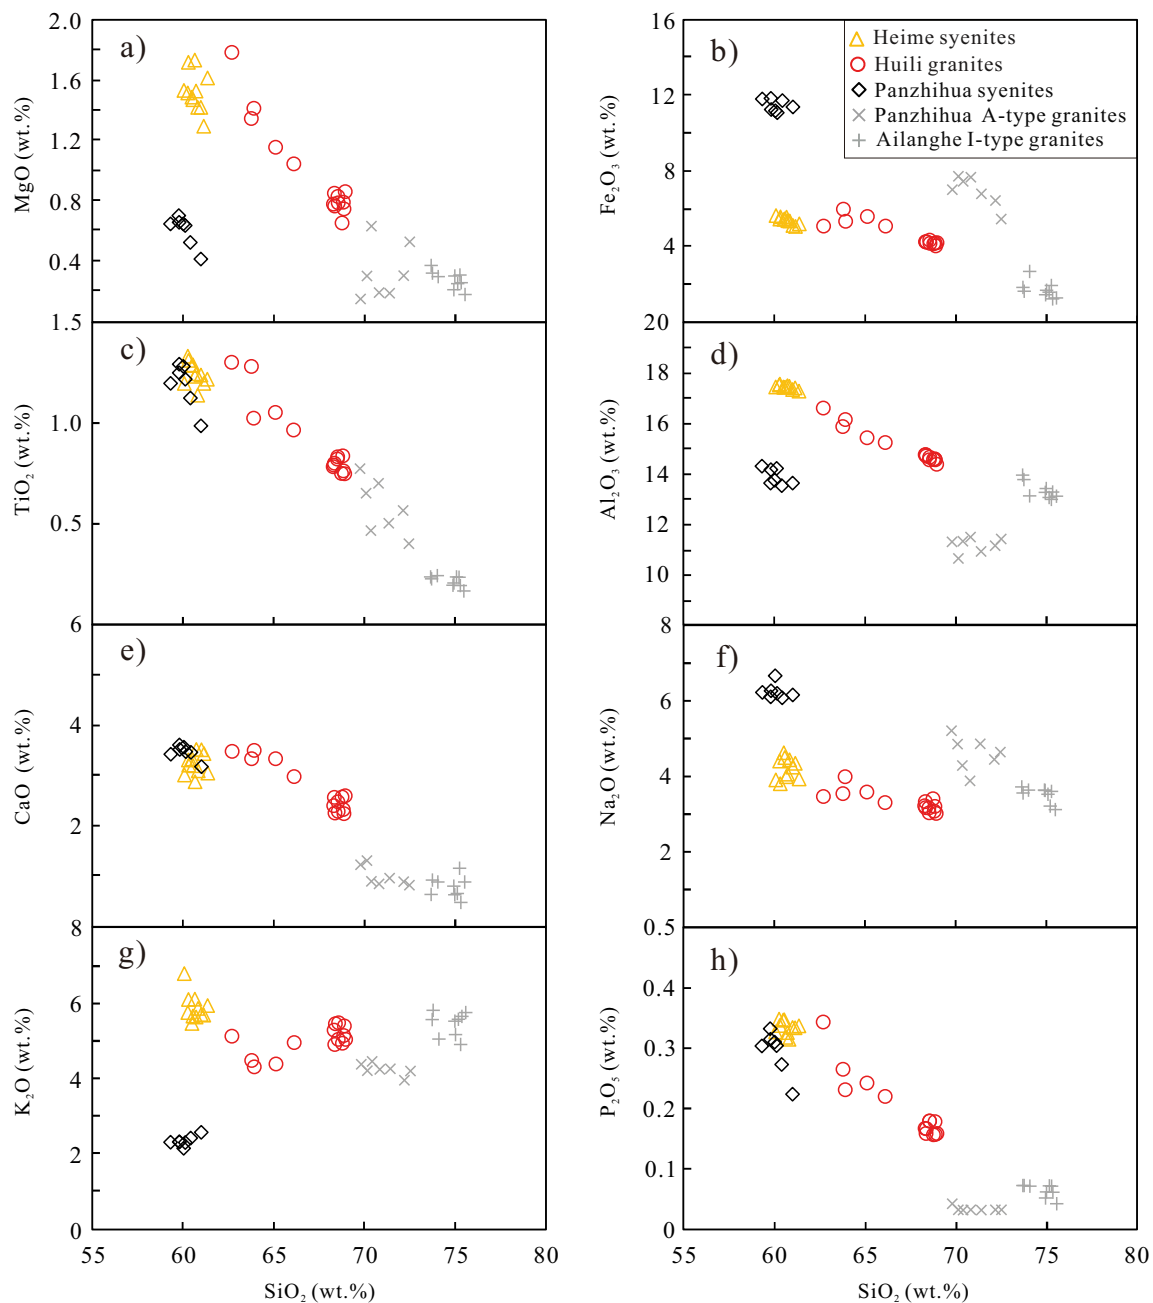 a)
2.0
1.6
1.2
0.8
0.4
MgO (wt.%)
b)
16
12
8
4
20
Fe₂O₃ (wt.%)
Heime syenites
Huili granites
Panzhihua syenites
Panzhihua A-type granites
Ailanghe I-type granites
c)
1.5
1.0
0.5
6
TiO₂ (wt.%)
d)
18
16
14
12
10
8
Al₂O₃ (wt.%)
e)
4
2
8
CaO (wt.%)
f)
6
4
2
0.5
Na₂O (wt.%)
g)
6
4
2
0
K₂O (wt.%)
55
60
65
70
75
80
SiO₂ (wt.%)
h)
0.4
0.3
0.2
0.1
0
P₂O₅ (wt.%)
55
60
65
70
75
80
SiO₂ (wt.%)